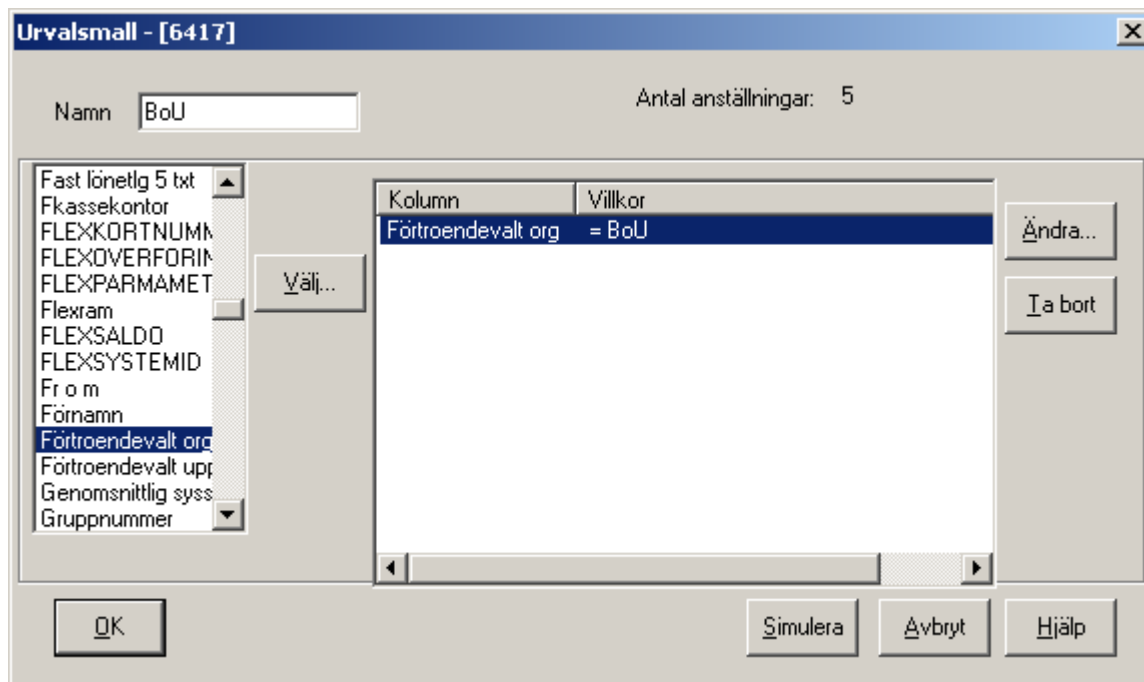 Urvalsmall - [6417]
Namn BoU
Antal anställningar: 5
Fast lönetlg 5 txt
Fkassekontor
FLEXKORTNUMM
FLEXOVERFORIN
FLEXPARMAMET
Flexram
FLEXSALDO
FLEXSYSTEMID
Fr o m
Förnamn
Förtroendevalt org
Förtroendevalt upp
Genomsnittlig syss
Gruppnummer
Välj...
Kolumn Villkor
Förtroendevalt org = BoU
Ändra...
Ta bort
OK
Simulera
Avbryt
Hjälp